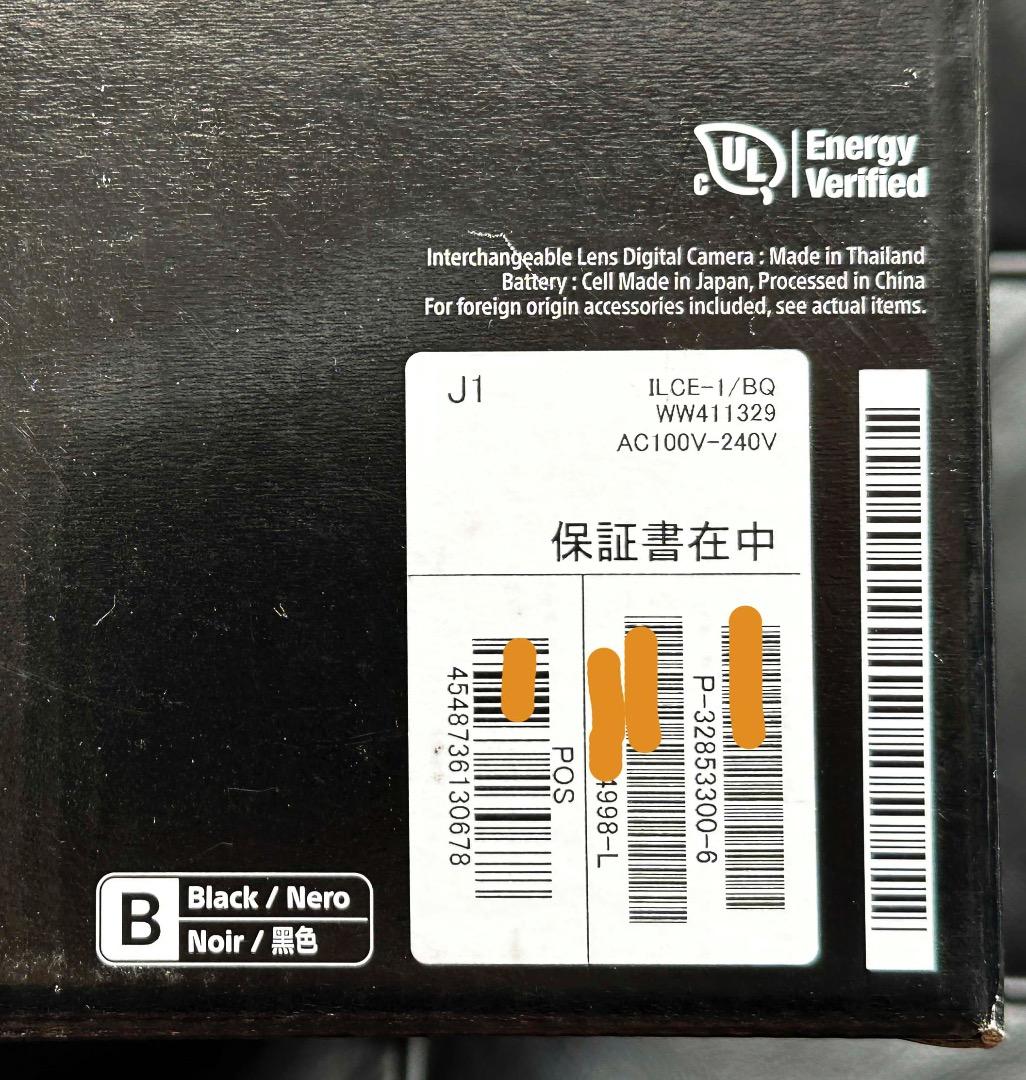 c UL Energy
Verified
Interchangeable Lens Digital Camera : Made in Thailand
Battery : Cell Made in Japan, Processed in China
For foreign origin accessories included, see actual items.
J1
ILCE-1/BQ
WW411329
AC100V-240V
保証書在中
4548736130678
POS
4998-L
P-32853300-6
B
Black / Nero
Noir / 黑色